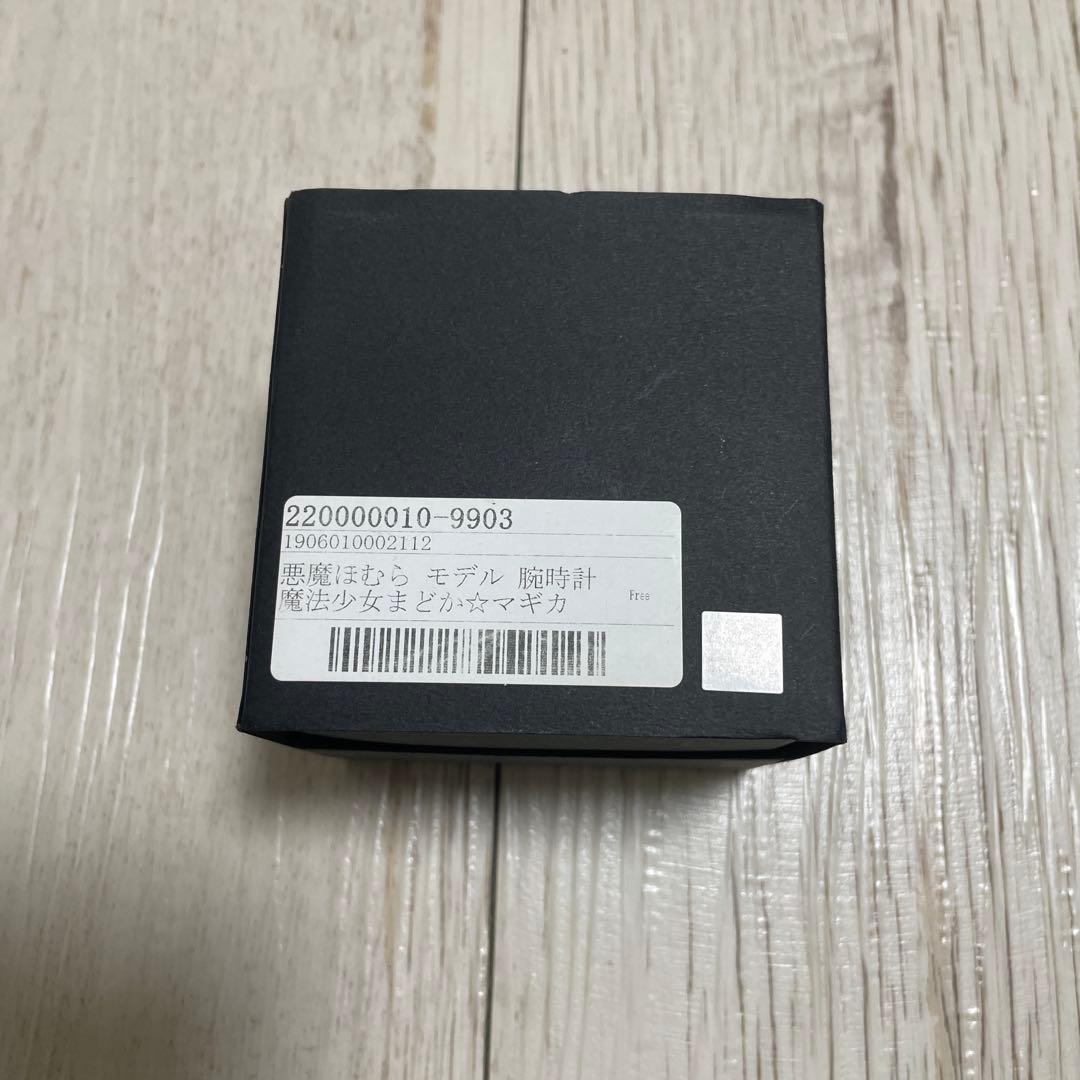 220000010-9903
1906010002112
悪魔ほむら モデル 腕時計
魔法少女まどか☆マギカ Free